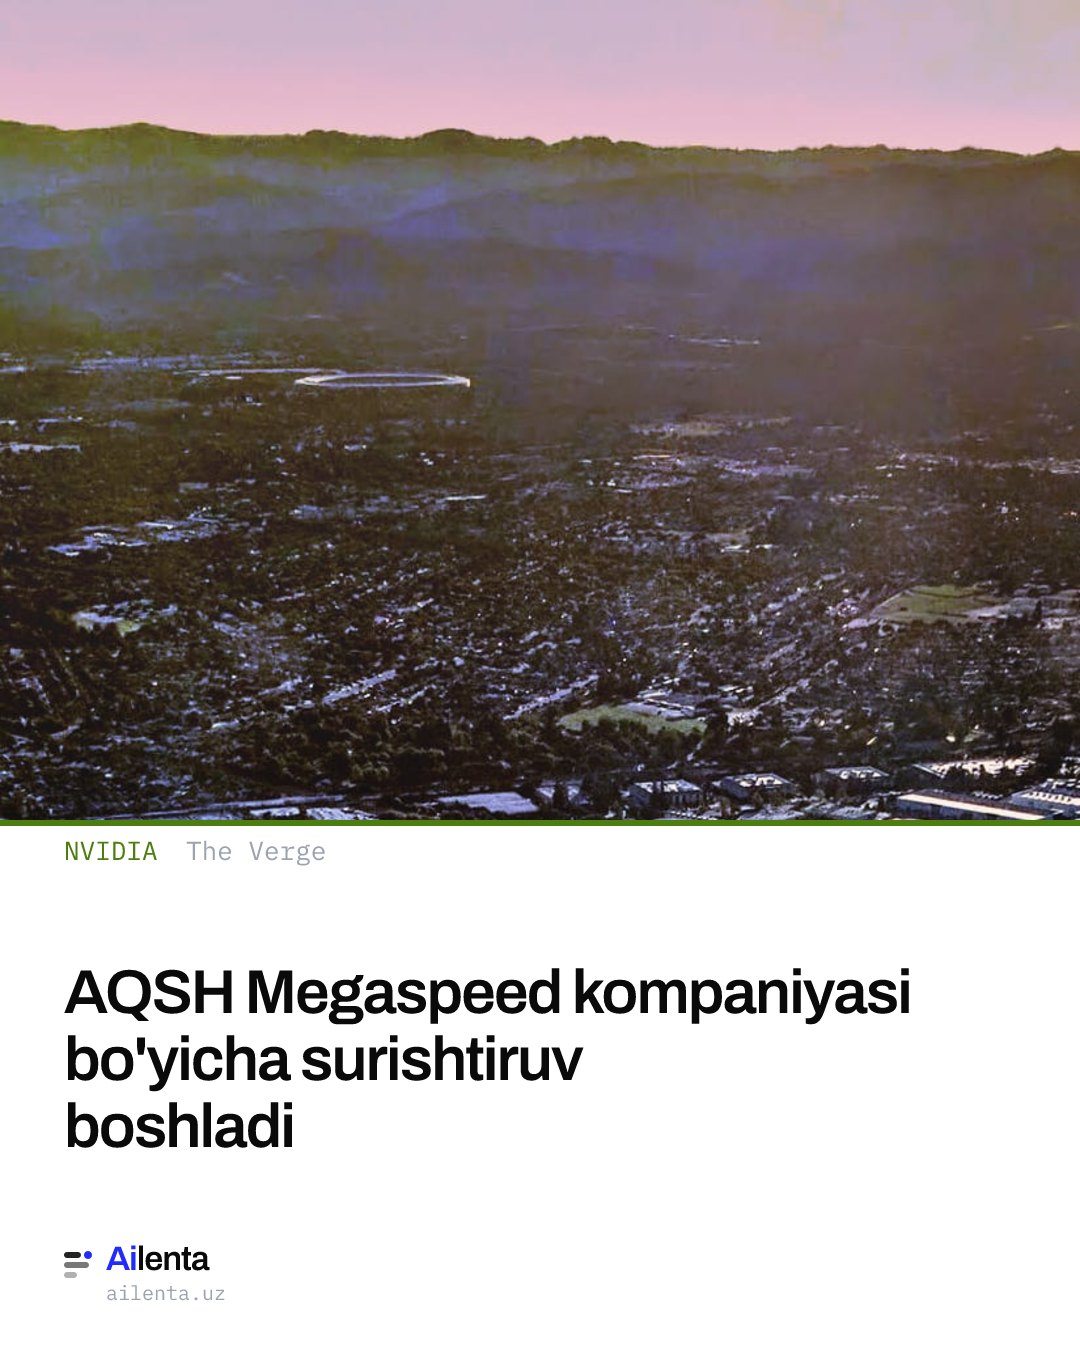 NVIDIA The Verge
AQSH Megaspeed kompaniyasi
bo'yicha surishtiruv
boshladi
Ailenta
ailenta.uz